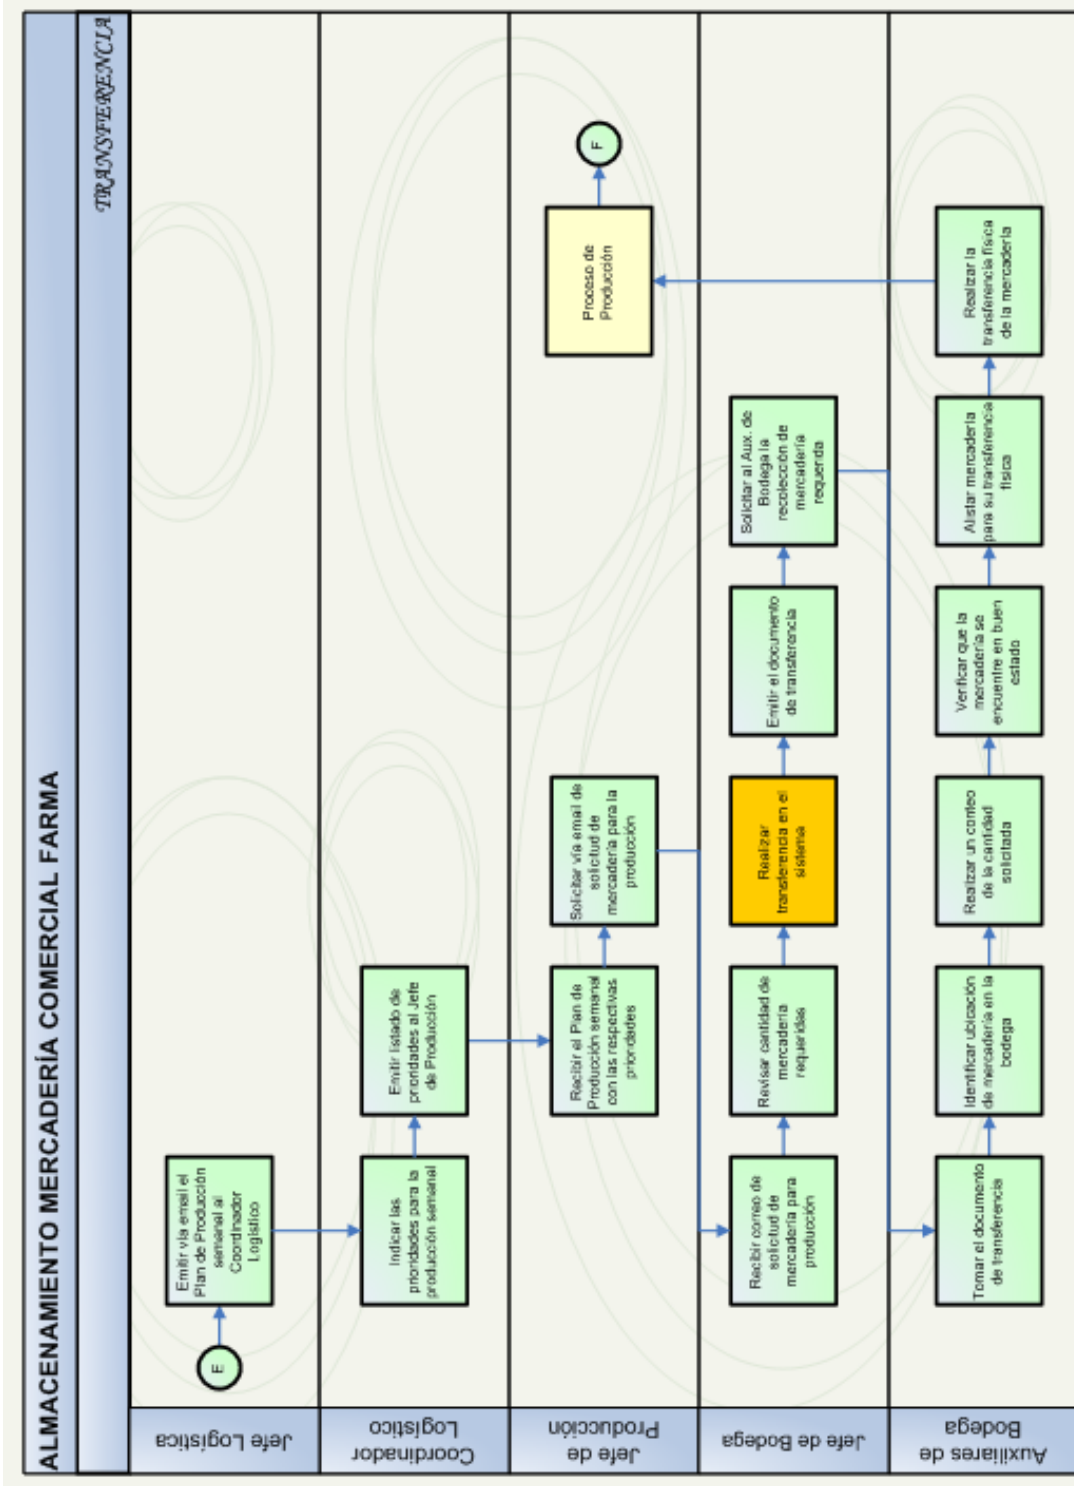 ALMACENAMIENTO MERCADERÍA COMERCIAL FARMA
TRANSFERENCIA
Jefe Logística
E
Emitir vía email el
Plan de Producción
semanal al
Coordinador
Logístico
Coordinador
Logístico
Indicar las
prioridades para la
producción semanal
Emitir listado de
prioridades al Jefe
de Producción
Jefe de
Producción
Recibir el Plan de
Producción semanal
con las respectivas
prioridades
Solicitar vía email de
solicitud de
mercadería para la
producción
Proceso de
Producción
F
Jefe de Bodega
Recibir correo de
solicitud de
mercadería para
producción
Revisar cantidad de
mercadería
requeridas
Realizar
transferencia en el
sistema
Emitir el documento
de transferencia
Solicitar al Aux. de
Bodega la
recolección de
mercadería
requerida
Auxiliares de
Bodega
Tomar el documento
de transferencia
Identificar ubicación
de mercadería en la
bodega
Realizar un conteo
de la cantidad
solicitada
Verificar que la
mercadería se
encuentre en buen
estado
Alistar mercadería
para su transferencia
física
Realizar la
transferencia física
de la mercadería